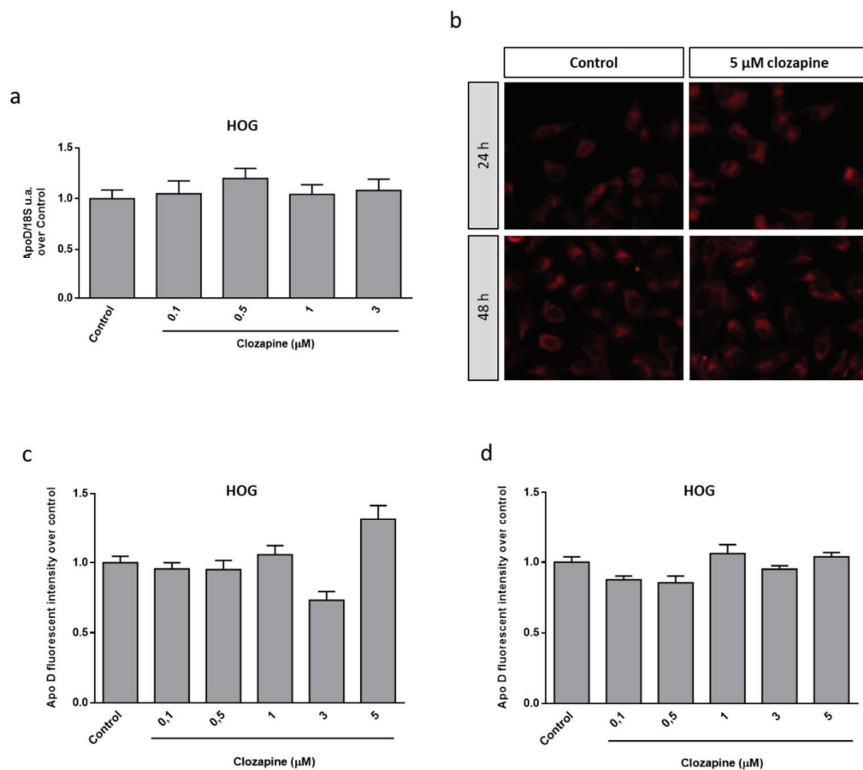 a
HOG
ApoD/18S u.a.
over Control
1.5
1.0
0.5
0.0
Control
0.1
0.5
1
3
Clozapine (μM)
b
Control
5 μM clozapine
24 h
48 h
c
HOG
Apo D fluorescent intensity over control
1.5
1.0
0.5
0.0
Control
0,1
0,5
1
3
5
Clozapine (μM)
d
HOG
Apo D fluorescent intensity over control
1.5
1.0
0.5
0.0
Control
0,1
0,5
1
3
5
Clozapine (μM)